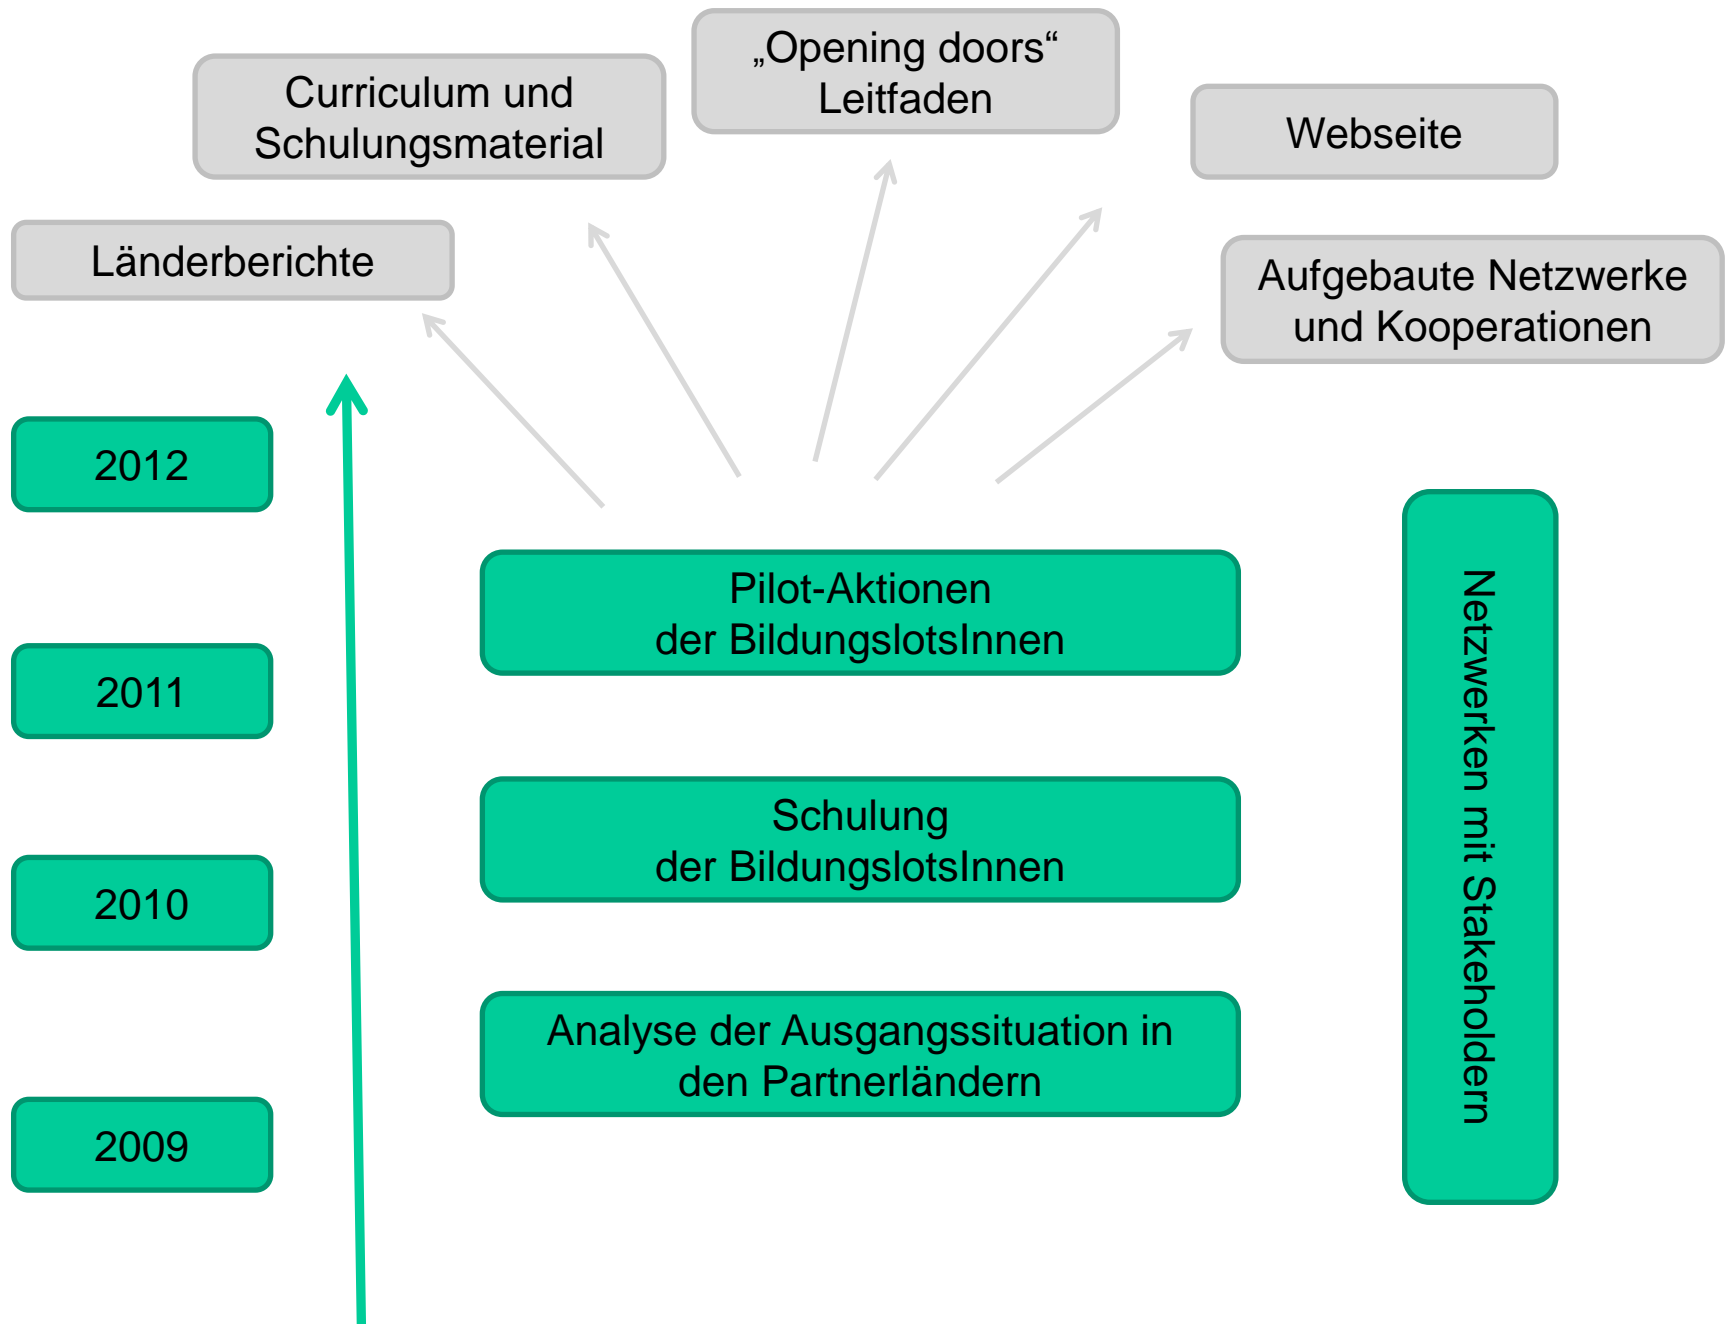 „Opening doors“
Leitfaden
Curriculum und
Schulungsmaterial
Webseite
Länderberichte
Aufgebaute Netzwerke
und Kooperationen
2012
Pilot-Aktionen
der BildungslotsInnen
2011
Schulung
der BildungslotsInnen
2010
Analyse der Ausgangssituation in
den Partnerländern
2009
Netzwerken mit Stakeholdern